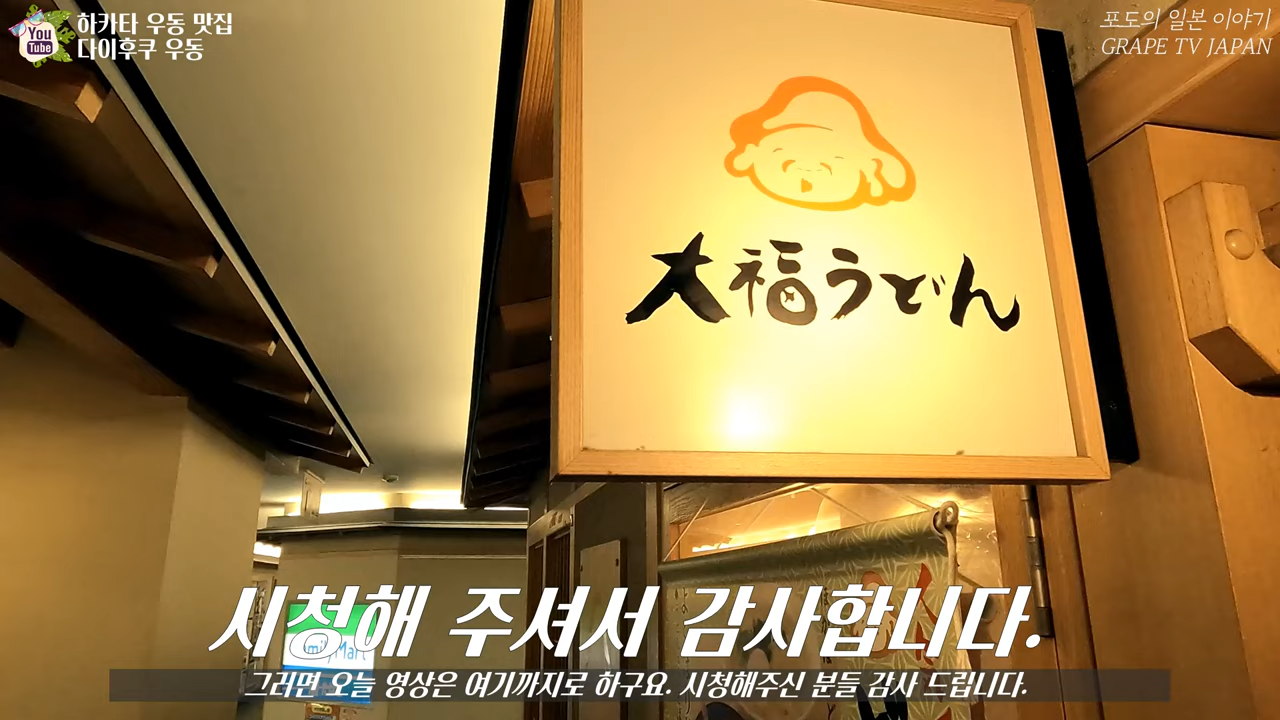 You
Tube
하카타 우동 맛집
다이후쿠 우동
포도의 일본 이야기
GRAPE TV JAPAN
大福うどん
시청해 주셔서 감사합니다.
그러면 오늘 영상은 여기까지로 하구요. 시청해주신 분들 감사 드립니다.